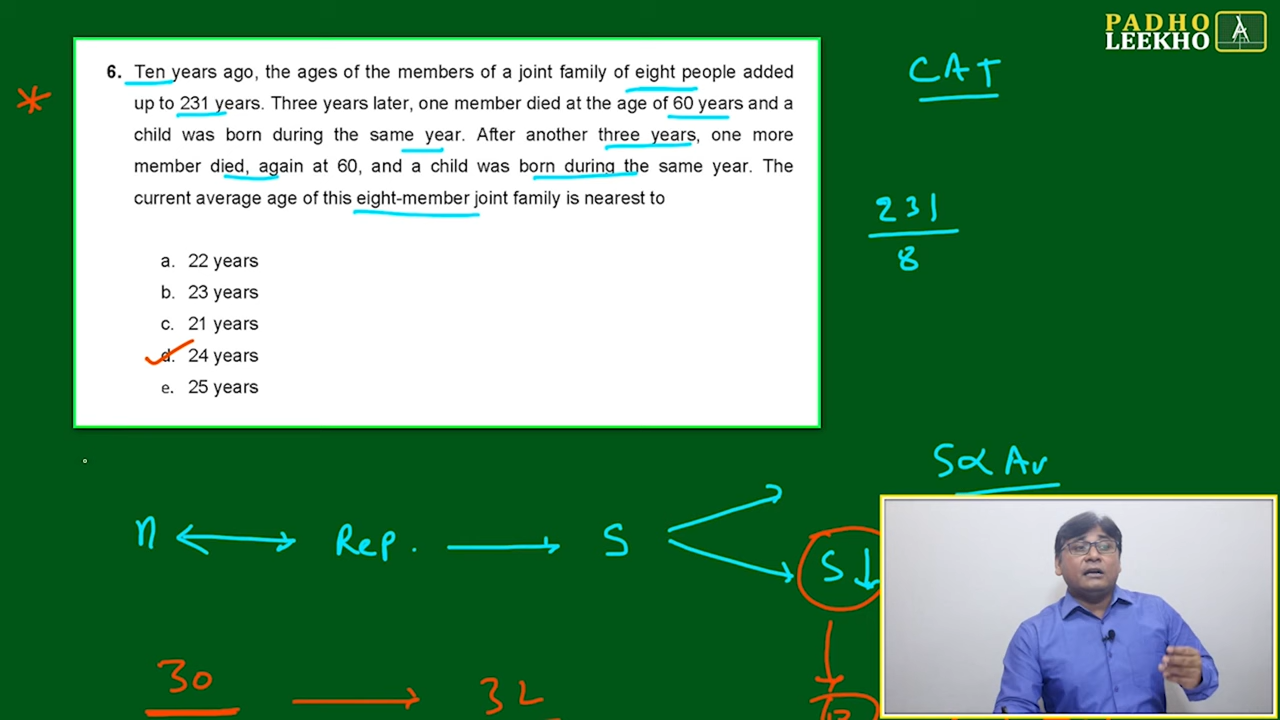 PADHO
LEEKHO
CAT
6. Ten years ago, the ages of the members of a joint family of eight people added
up to 231 years. Three years later, one member died at the age of 60 years and a
child was born during the same year. After another three years, one more
member died, again at 60, and a child was born during the same year. The
current average age of this eight-member joint family is nearest to
231
8
a. 22 years
b. 23 years
c. 21 years
d. 24 years
e. 25 years
S∝ Av
n ↔ Rep. → S
S↓
30 → 32